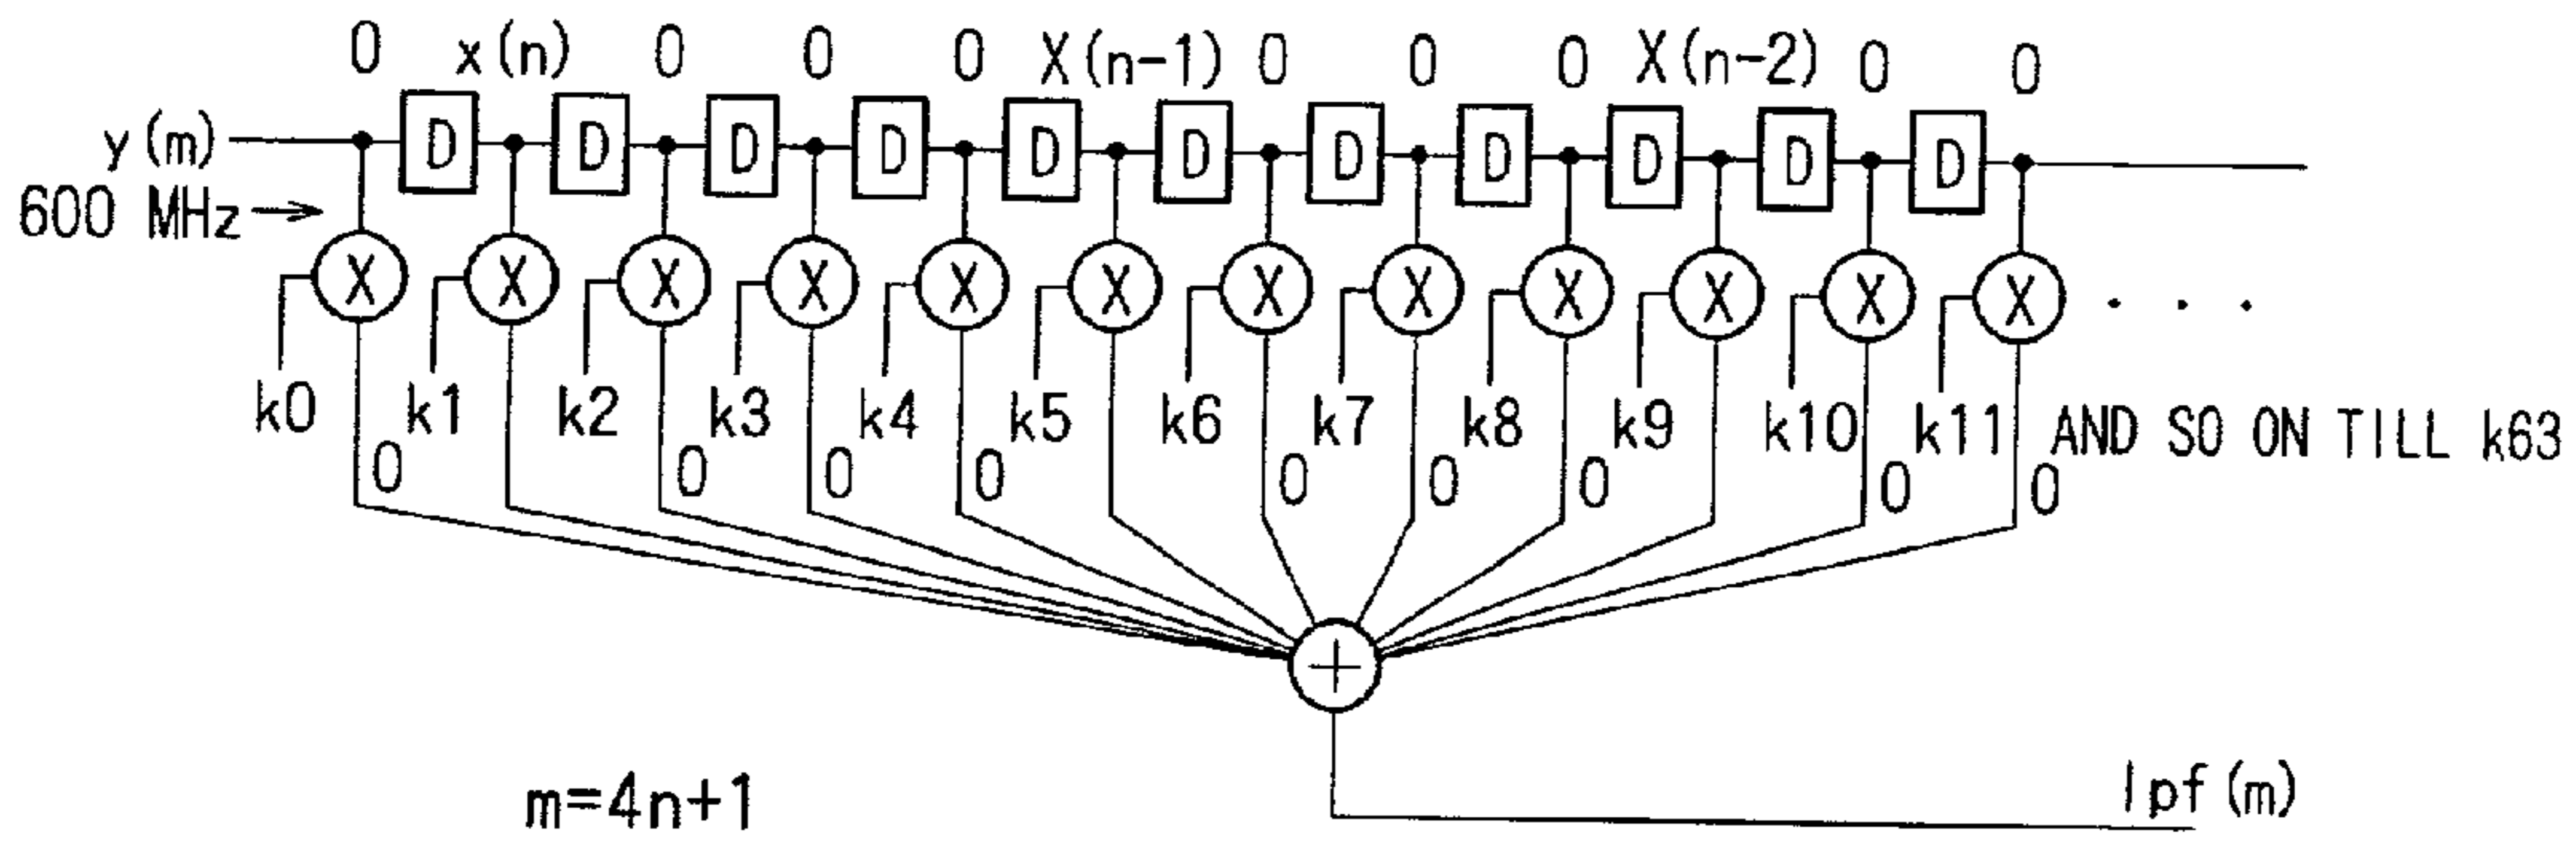 0 x(n) 0 0 0 X(n-1) 0 0 0 X(n-2) 0 0
y(m) D D D D D D D D D D D
600 MHz
X X X X X X X X X X X X . . .
k0 k1 k2 k3 k4 k5 k6 k7 k8 k9 k10 k11 AND SO ON TILL k63
0 0 0 0 0 0 0 0 0
+
m=4n+1
lpf(m)